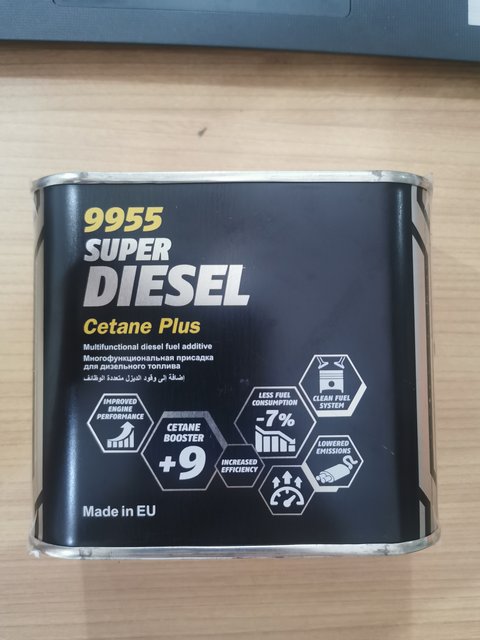 9955
SUPER
DIESEL
Cetane Plus
Multifunctional diesel fuel additive
Многофункциональная присадка
для дизельного топлива
إضافة إلى وقود الديزل متعددة الوظائف
IMPROVED
ENGINE
PERFORMANCE
CETANE
BOOSTER
+9
INCREASED
EFFICIENCY
LESS FUEL
CONSUMPTION
-7%
CLEAN FUEL
SYSTEM
LOWERED
EMISSIONS
Made in EU